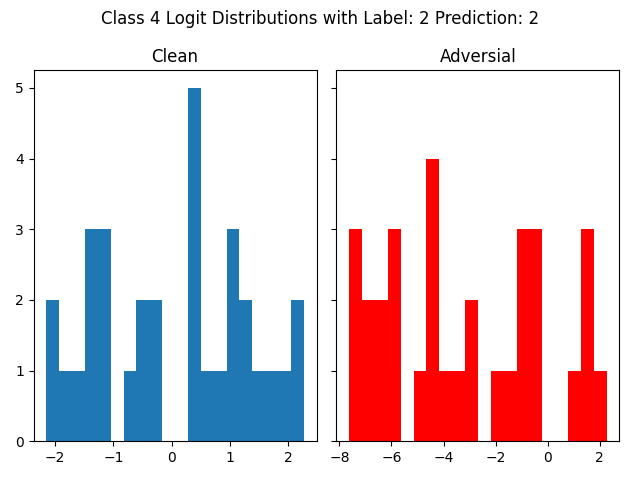 Class 4 Logit Distributions with Label: 2 Prediction: 2
Clean
Adversial
5
4
3
2
1
0
−2 −1 0 1 2
−8 −6 −4 −2 0 2